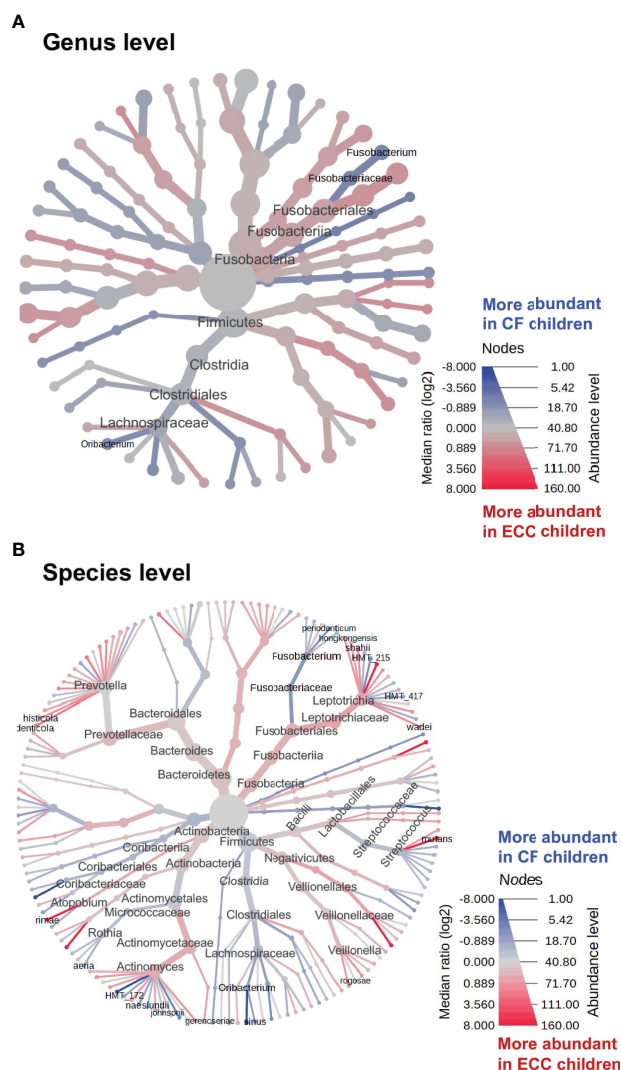 A
Genus level
Fusobacterium
Fusobacteriaceae
Fusobacteriales
Fusobacteriia
Fusobacteria
Firmicutes
Clostridia
Clostridiales
Lachnospiraceae
Oribacterium
More abundant
in CF children
Nodes
Median ratio (log2)
-8.000
-3.560
-0.889
0.000
0.889
3.560
8.000
1.00
5.42
18.70
40.80
71.70
111.00
160.00
Abundance level
More abundant
in ECC children
B
Species level
periodonticum
hongkongensis
shahii
HMT_215
Fusobacterium
Fusobacteriaceae
Prevotella
Leptotrichia
HMT_417
Leptotrichiaceae
histicola
denticola
Bacteroidales
Prevotellaceae
Fusobacteriales
wadei
Bacteroides
Fusobacteriia
Bacteroidetes
Fusobacteria
Bacilli
Lactobaciliales
Streptococcaceae
Streptococcus
mutans
Actinobacteria
Firmicutes
Coribacteriia
Actinobacteria
Negativicutes
Coribacteriales
Clostridia
Coribacteriaceae
Vellionellales
Actinomycetales
Atopobium
Micrococcaceae
Clostridiales
Veillonellaceae
rimae
Rothia
Actinomycetaceae
Lachnospiraceae
Veillonella
aeria
Actinomyces
rogosae
Oribacterium
HMT_172
naeslundii
johnsonii
gerencseriae
sinus
More abundant
in CF children
Nodes
Median ratio (log2)
-8.000
-3.560
-0.889
0.000
0.889
3.560
8.000
1.00
5.42
18.70
40.80
71.70
111.00
160.00
Abundance level
More abundant
in ECC children